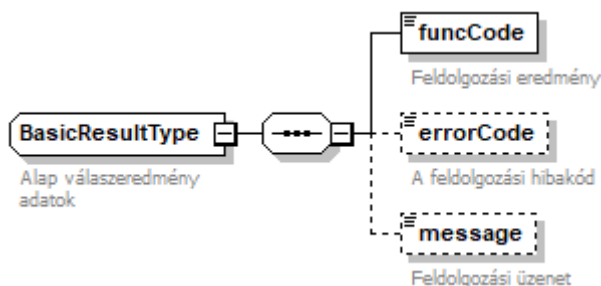 funcCode
Feldolgozási eredmény
BasicResultType
Alap válaszeredmény
adatok
errorCode
A feldolgozási hibakód
message
Feldolgozási üzenet